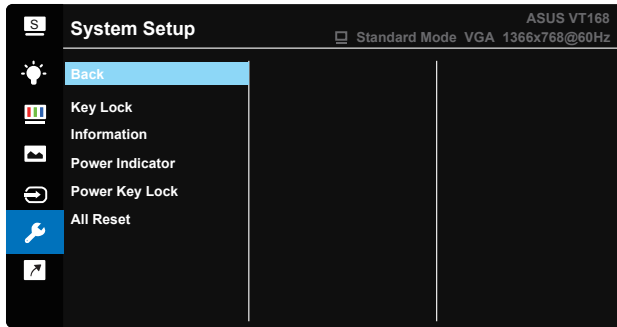 S
System Setup
ASUS VT168
Standard Mode VGA 1366x768@60Hz
Back
Key Lock
Information
Power Indicator
Power Key Lock
All Reset